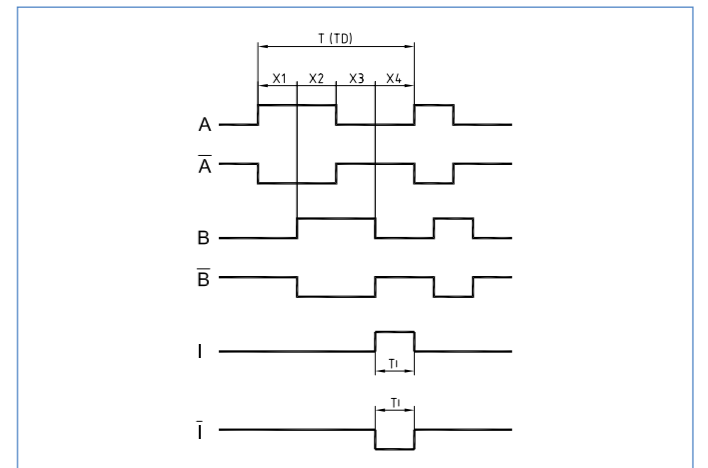 T (TD)
X1 X2 X3 X4
A
A̅
B
B̅
I
TI
TI
I̅